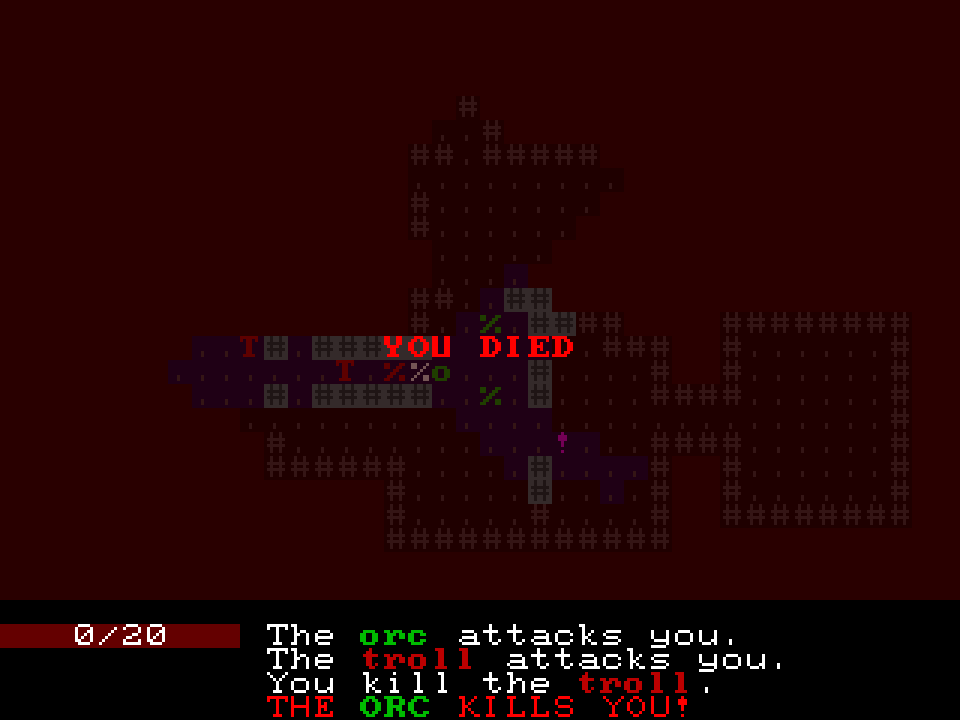 YOU DIED
0/20
The orc attacks you.
The troll attacks you.
You kill the troll.
THE ORC KILLS YOU!